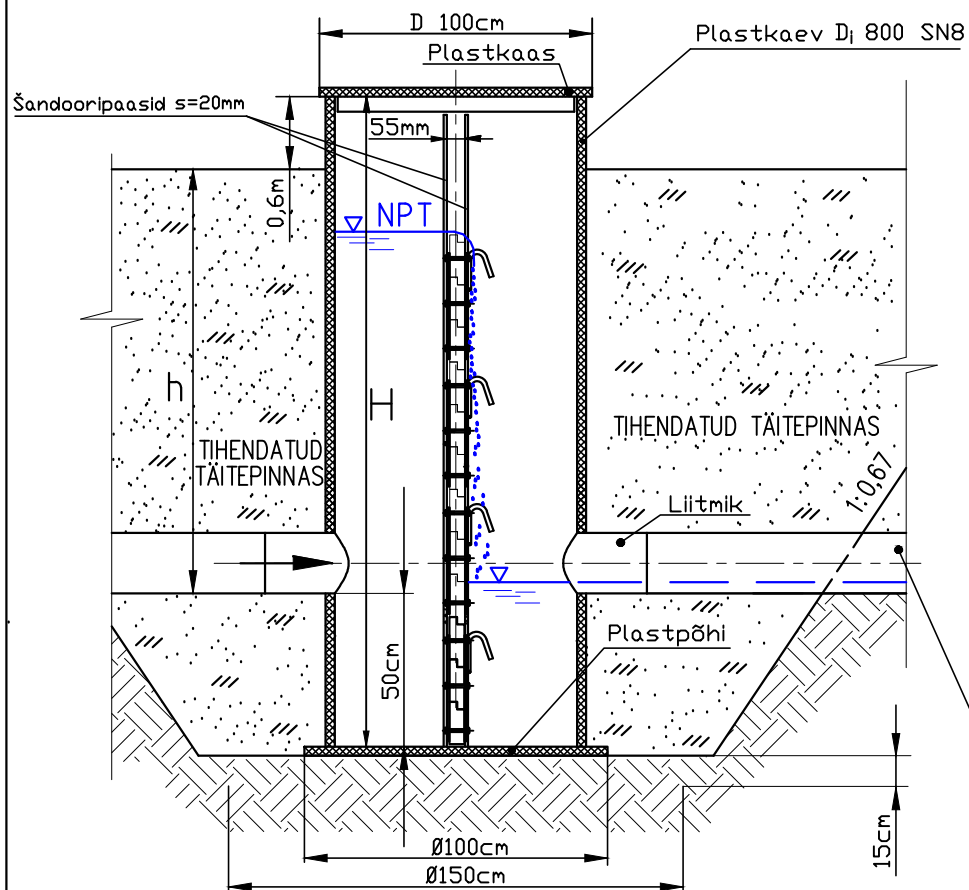 D 100cm
Plastkaev Di 800 SN8
Plastkaas
Šandooripaasid s=20mm
55mm
0,6m
NPT
h
H
TIHENDATUD
TÄITEPINNAS
TIHENDATUD TÄITEPINNAS
1:0,67
Liitmik
Plastpõhi
50cm
15cm
Ø100cm
Ø150cm